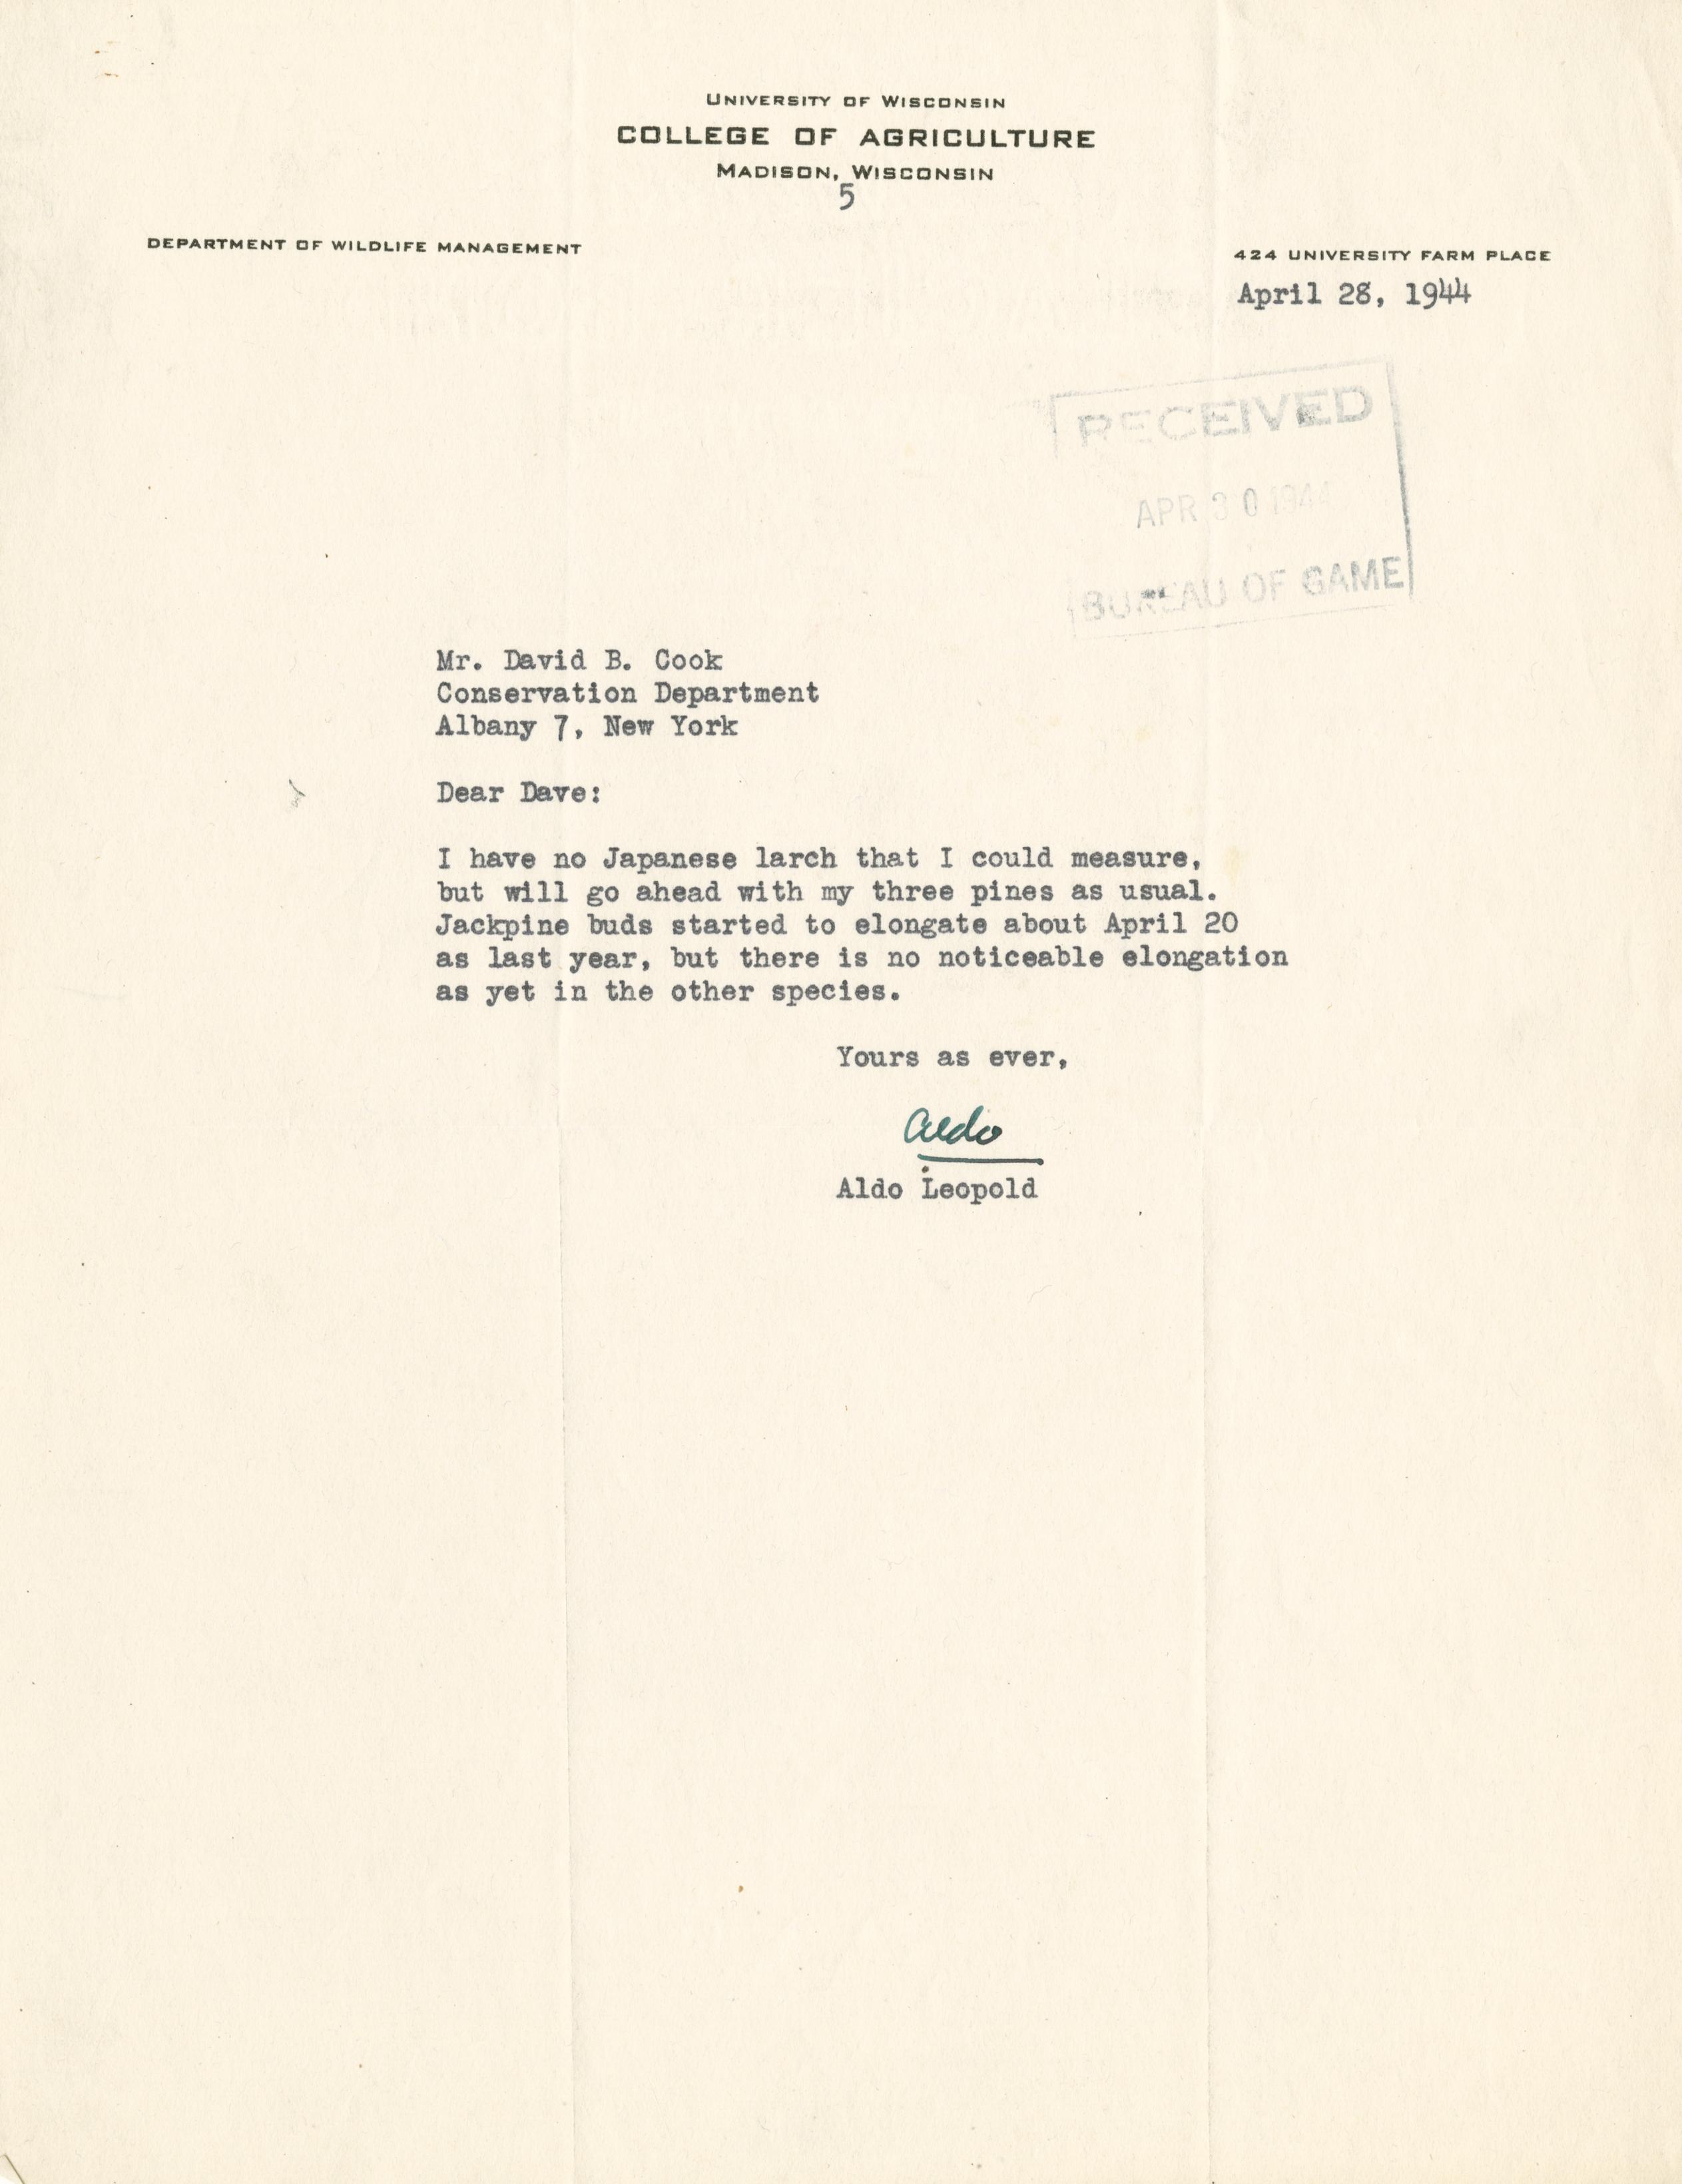 University of Wisconsin
COLLEGE OF AGRICULTURE
Madison, Wisconsin
5
DEPARTMENT OF WILDLIFE MANAGEMENT
424 UNIVERSITY FARM PLACE
April 28, 1944
RECEIVED
APR 30 1944
BUREAU OF GAME
Mr. David B. Cook
Conservation Department
Albany 7, New York
Dear Dave:
I have no Japanese larch that I could measure,
but will go ahead with my three pines as usual.
Jackpine buds started to elongate about April 20
as last year, but there is no noticeable elongation
as yet in the other species.
Yours as ever,
Aldo
Aldo Leopold